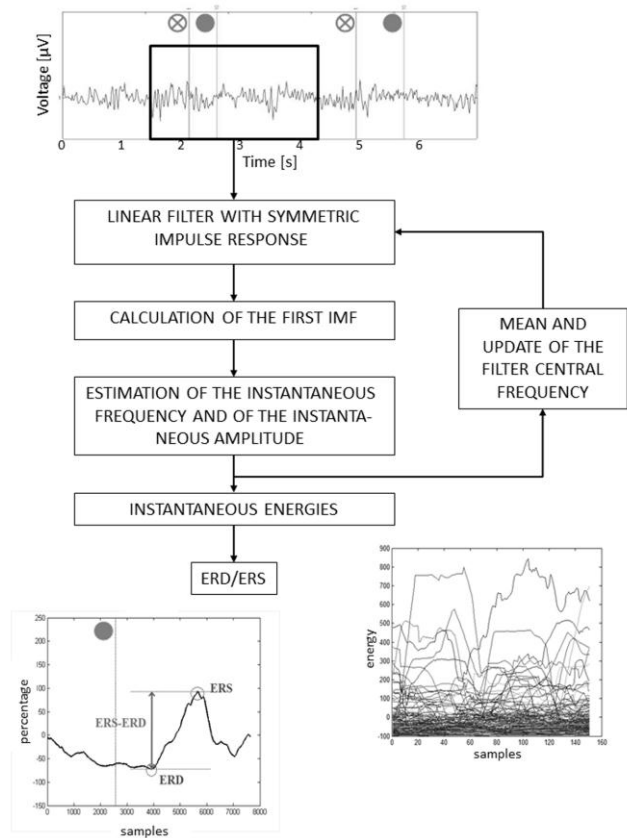 Voltage [µV]
0 1 2 3 4 5 6
Time [s]
LINEAR FILTER WITH SYMMETRIC
IMPULSE RESPONSE
CALCULATION OF THE FIRST IMF
MEAN AND
UPDATE OF THE
FILTER CENTRAL
FREQUENCY
ESTIMATION OF THE INSTANTANEOUS
FREQUENCY AND OF THE INSTANTA-
NEOUS AMPLITUDE
INSTANTANEOUS ENERGIES
ERD/ERS
percentage
250
200
150
100
50
0
-50
-100
-150
ERS
ERS-ERD
ERD
0 1000 2000 3000 4000 5000 6000 7000 8000
samples
energy
900
800
700
600
500
400
300
200
100
0
-100
0 20 40 60 80 100 120 140 160
samples